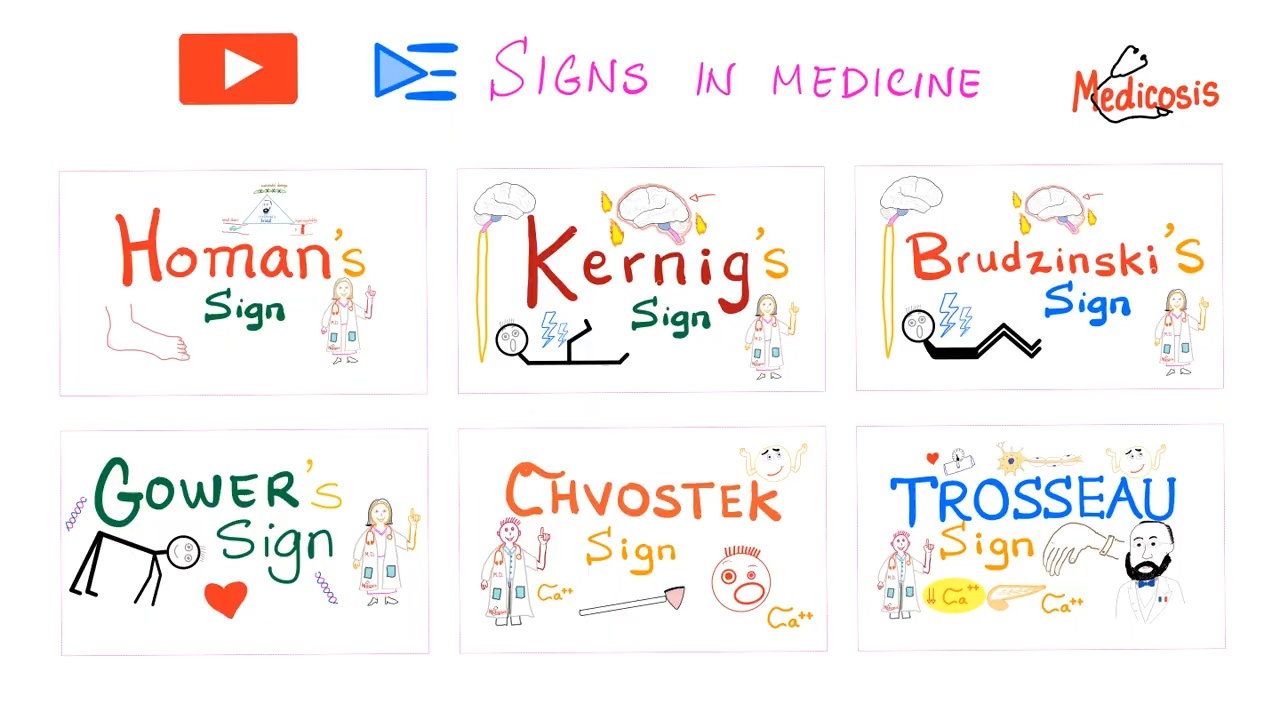 SIGNS IN MEDICINE
Medicosis
Homan's
Sign
Kernig's
Sign
Brudzinski's
Sign
GOWER's
Sign
CHVOSTEK
Sign
M.D.
Ca++
Ca++
TROSSEAU
Sign
↓↓ Ca++
Ca++